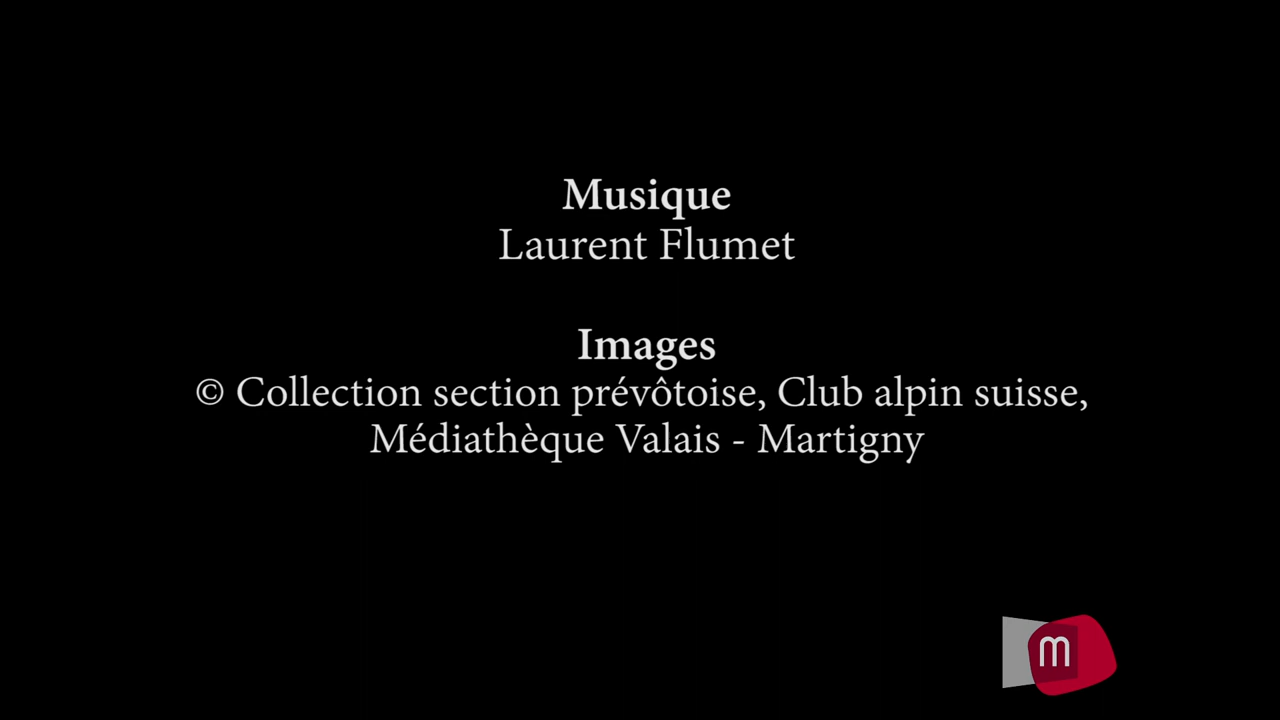 Musique
Laurent Flumet
Images
© Collection section prévôtoise, Club alpin suisse,
Médiathèque Valais - Martigny
m